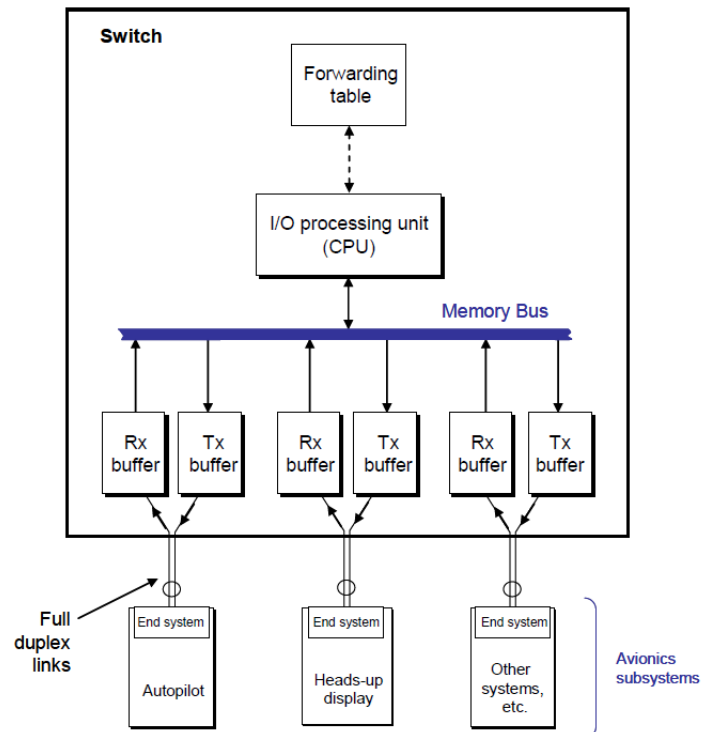 Switch
Forwarding
table
I/O processing unit
(CPU)
Memory Bus
Rx
buffer
Tx
buffer
Rx
buffer
Tx
buffer
Rx
buffer
Tx
buffer
Full
duplex
links
End system
Autopilot
End system
Heads-up
display
End system
Other
systems,
etc.
Avionics
subsystems